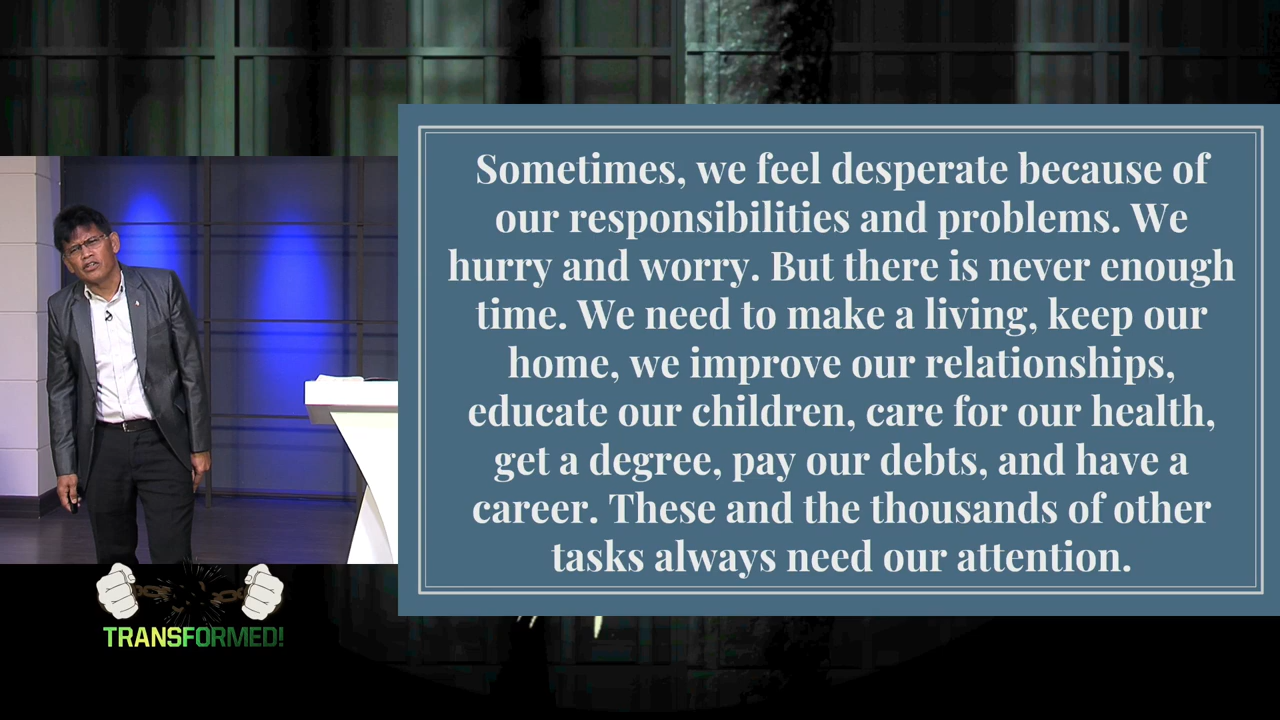 Sometimes, we feel desperate because of
our responsibilities and problems. We
hurry and worry. But there is never enough
time. We need to make a living, keep our
home, we improve our relationships,
educate our children, care for our health,
get a degree, pay our debts, and have a
career. These and the thousands of other
tasks always need our attention.
TRANSFORMED!